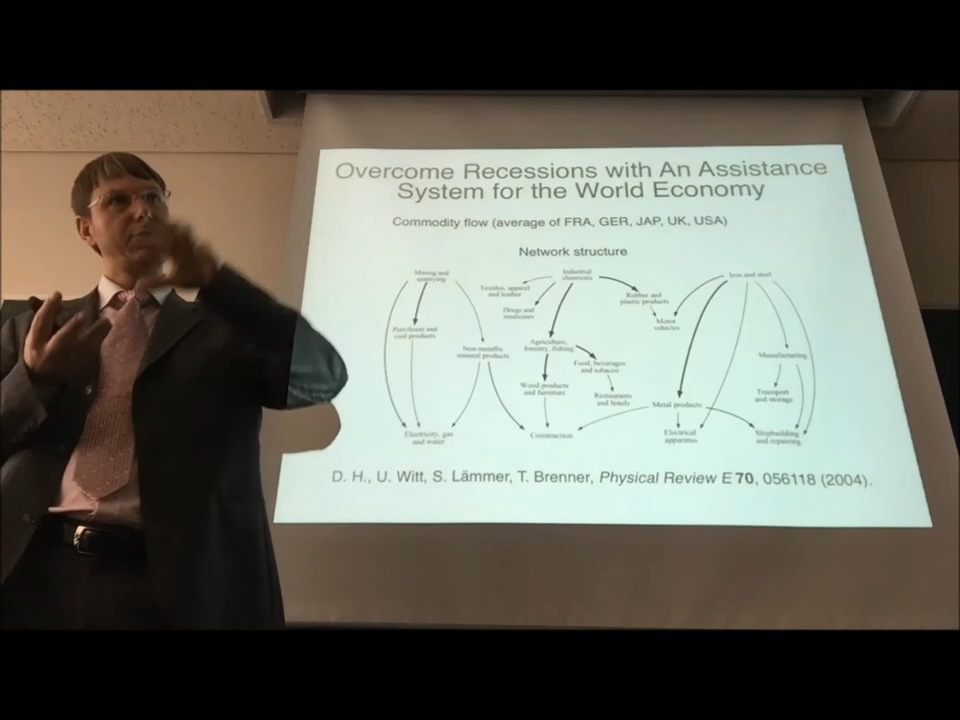 Overcome Recessions with An Assistance
System for the World Economy
Commodity flow (average of FRA, GER, JAP, UK, USA)
Network structure
Mining and
quarrying
Industrial
chemicals
Iron and steel
Textiles, apparel
and leather
Rubber and
plastic products
Drugs and
medicines
Motor
vehicles
Petroleum and
coal products
Non-metallic
mineral products
Agriculture,
forestry, fishing
Food, beverages
and tobacco
Manufacturing
Wood products
and furniture
Restaurants
and hotels
Transport
and storage
Metal products
Electricity, gas
and water
Construction
Electrical
apparatus
Shipbuilding
and repairing
D. H., U. Witt, S. Lämmer, T. Brenner, Physical Review E 70, 056118 (2004).